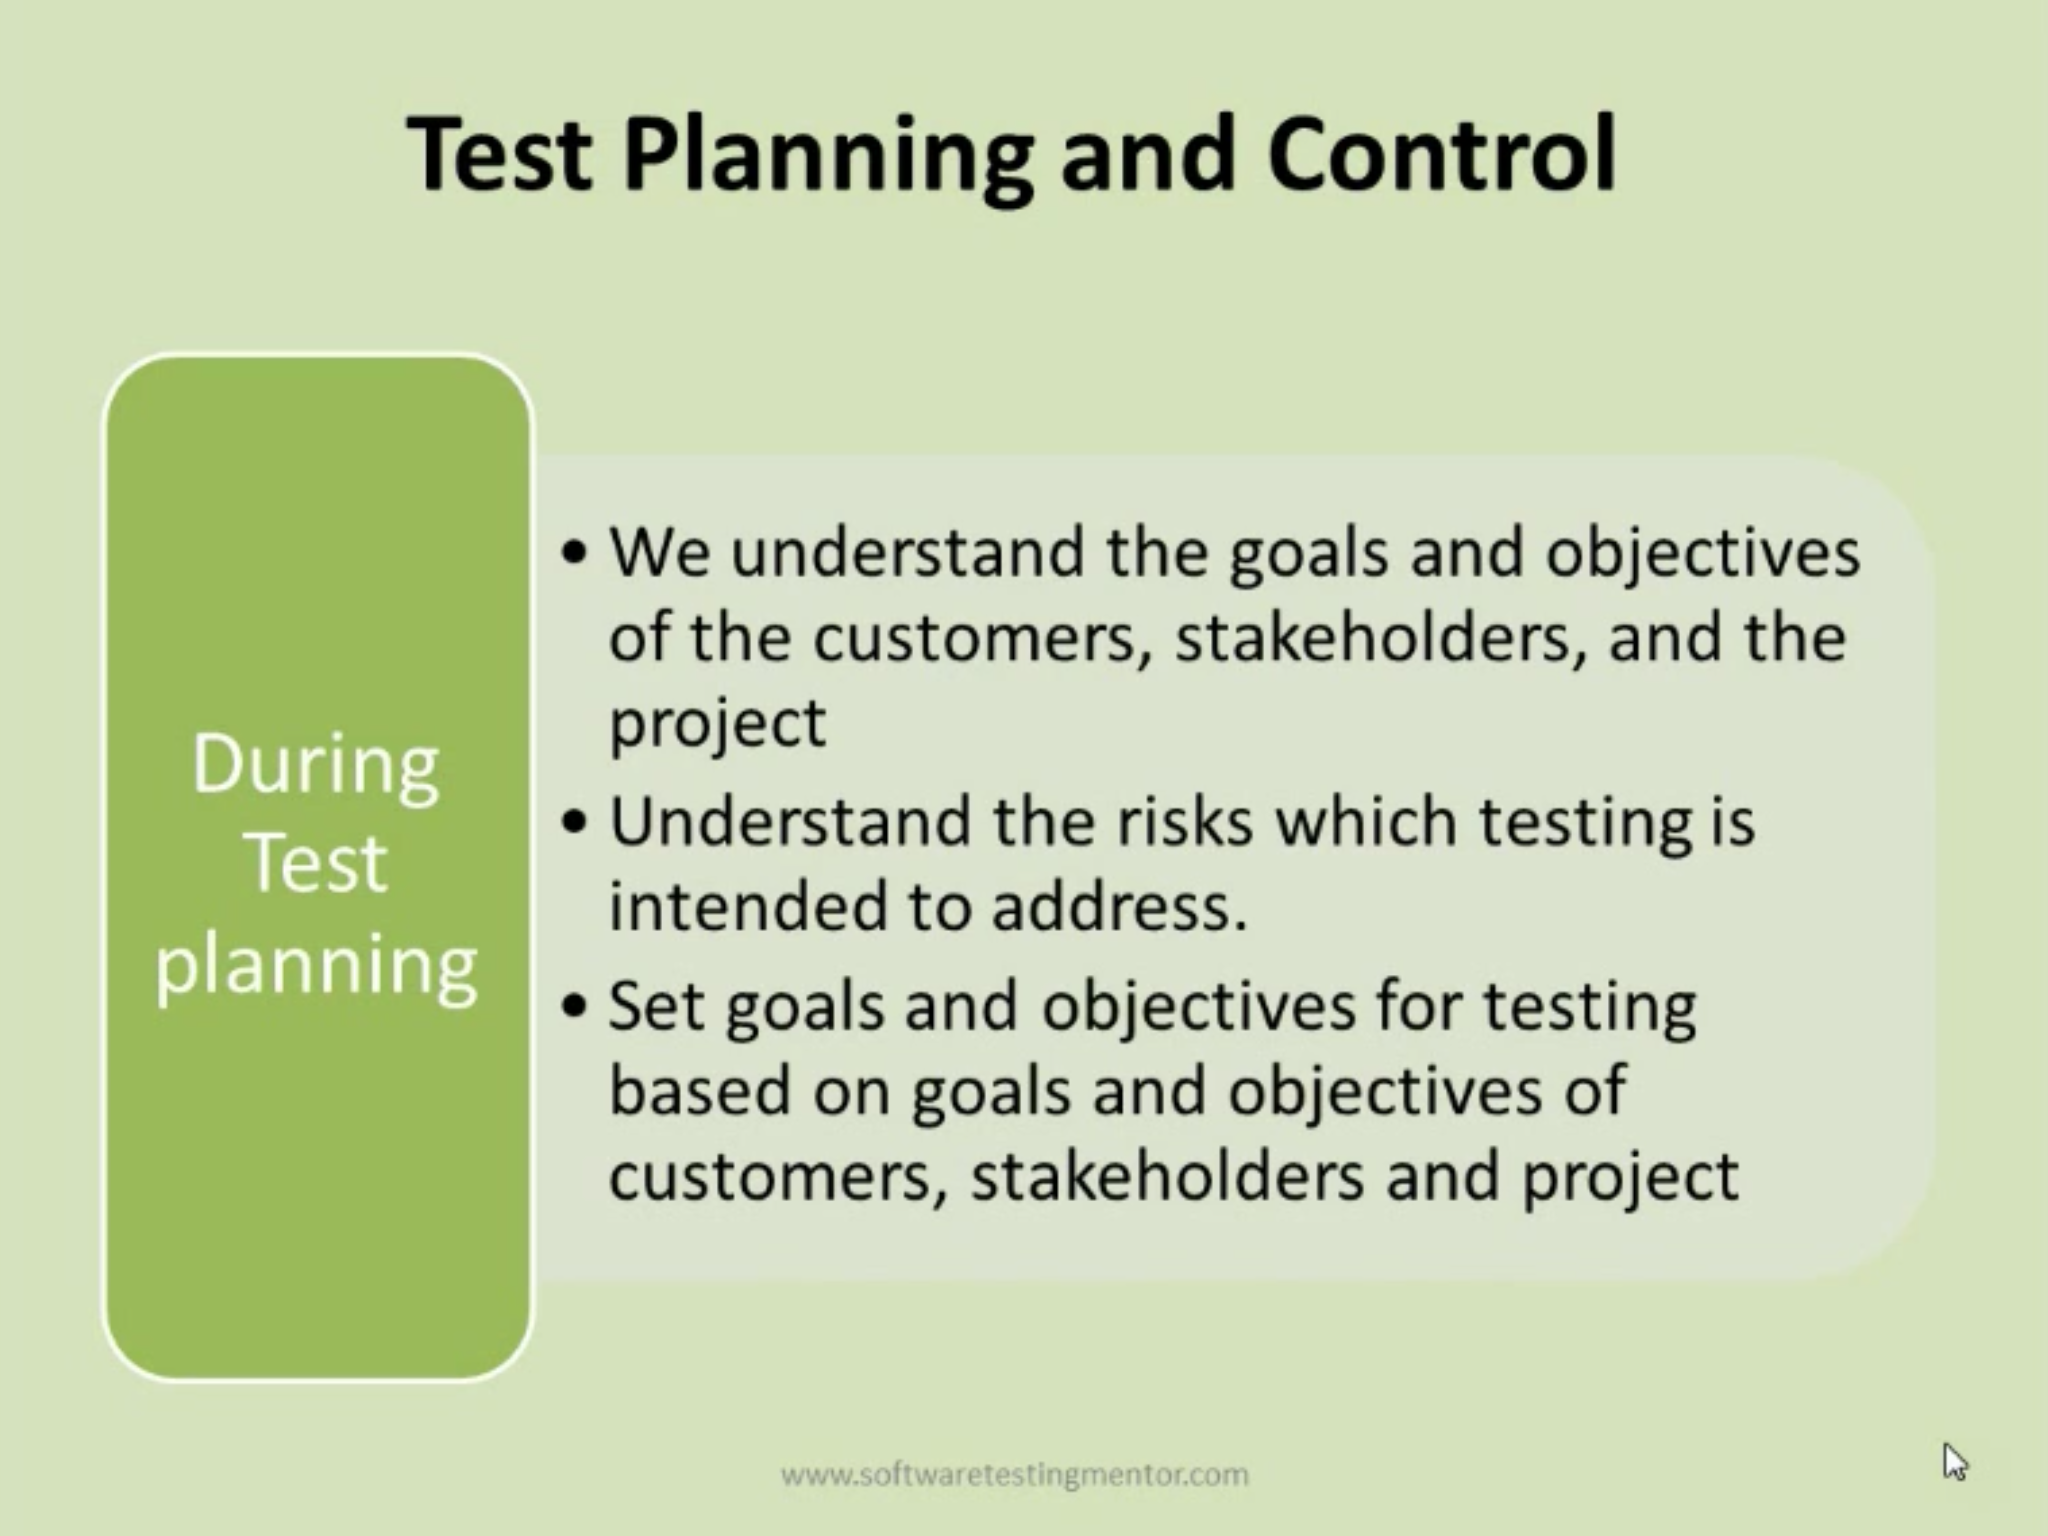 Test Planning and Control
During
Test
planning
• We understand the goals and objectives
of the customers, stakeholders, and the
project
• Understand the risks which testing is
intended to address.
• Set goals and objectives for testing
based on goals and objectives of
customers, stakeholders and project
www.softwaretestingmentor.com